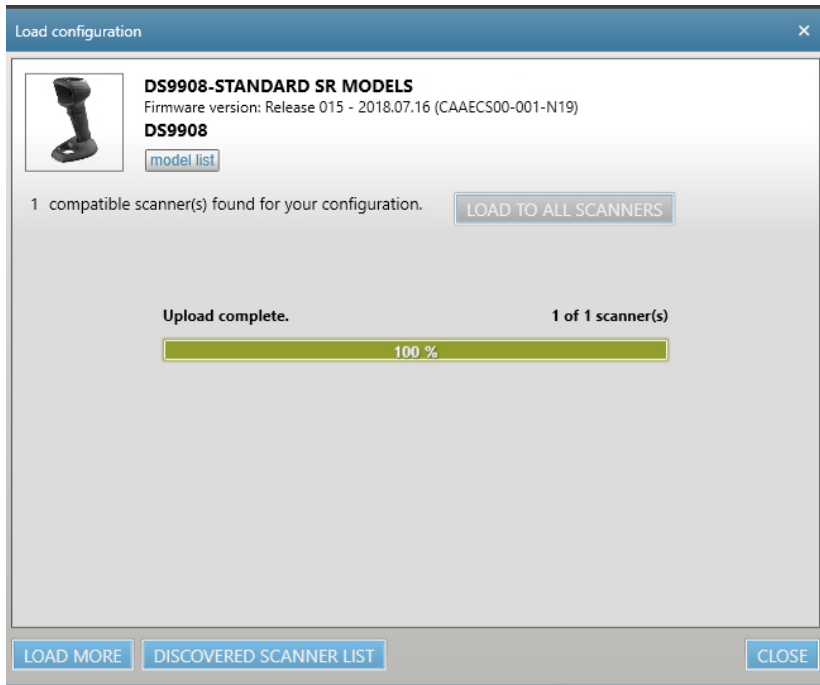 Load configuration
DS9908-STANDARD SR MODELS
Firmware version: Release 015 - 2018.07.16 (CAAECS00-001-N19)
DS9908
model list
1 compatible scanner(s) found for your configuration. LOAD TO ALL SCANNERS
Upload complete. 1 of 1 scanner(s)
100 %
LOAD MORE DISCOVERED SCANNER LIST CLOSE